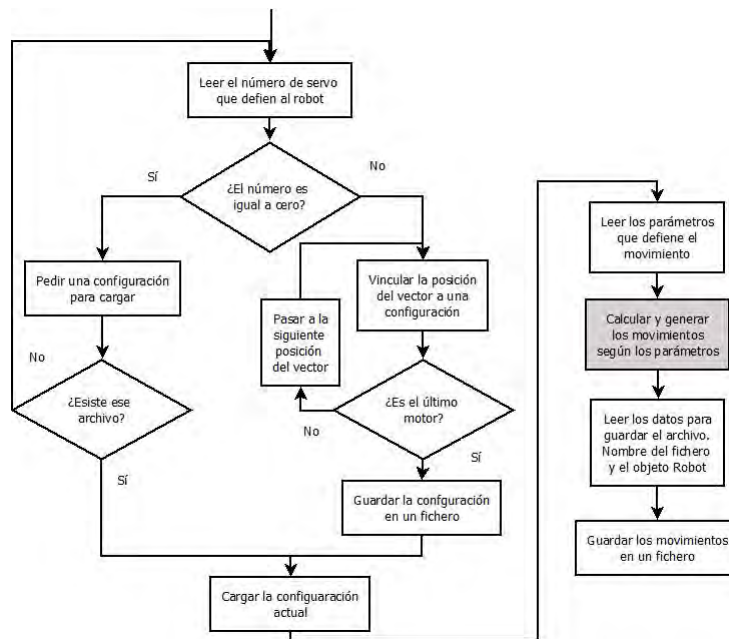 Leer el número de servo
que defien al robot
Sí
No
¿El número es
igual a cero?
Pedir una configuración
para cargar
Pasar a la
siguiente
posición
del vector
Vincular la posición
del vector a una
configuración
No
¿Esiste ese
archivo?
Sí
¿Es el último
motor?
No
Sí
Guardar la confguración
en un fichero
Cargar la configuaración
actual
Leer los parámetros
que defiene el
movimiento
Calcular y generar
los movimientos
según los parámetros
Leer los datos para
guardar el archivo.
Nombre del fichero
y el objeto Robot
Guardar los movimientos
en un fichero